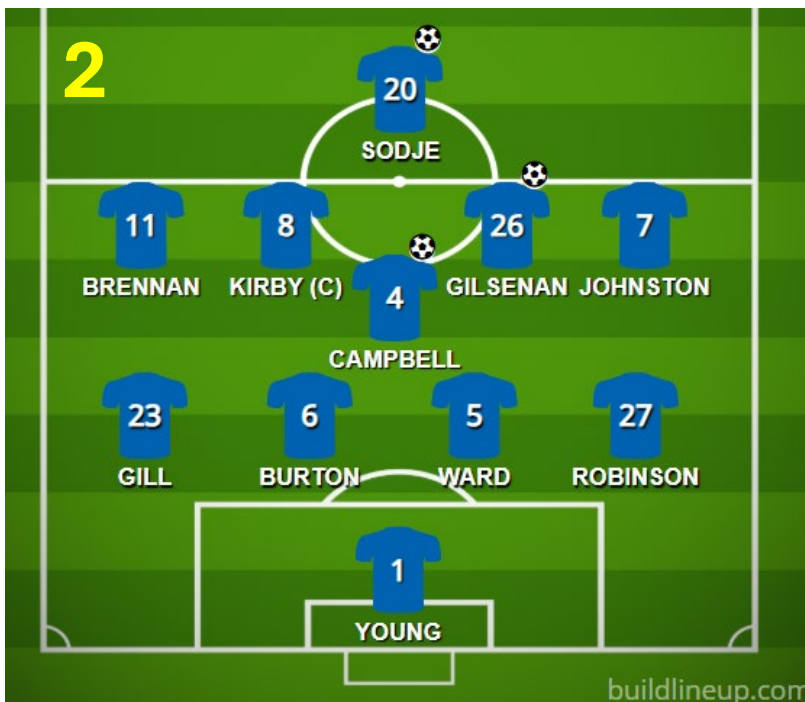 2
20
SODJE
11 8 26 7
BRENNAN KIRBY (C) GILSENAN JOHNSTON
4
CAMPBELL
23 6 5 27
GILL BURTON WARD ROBINSON
1
YOUNG
buildlineup.com